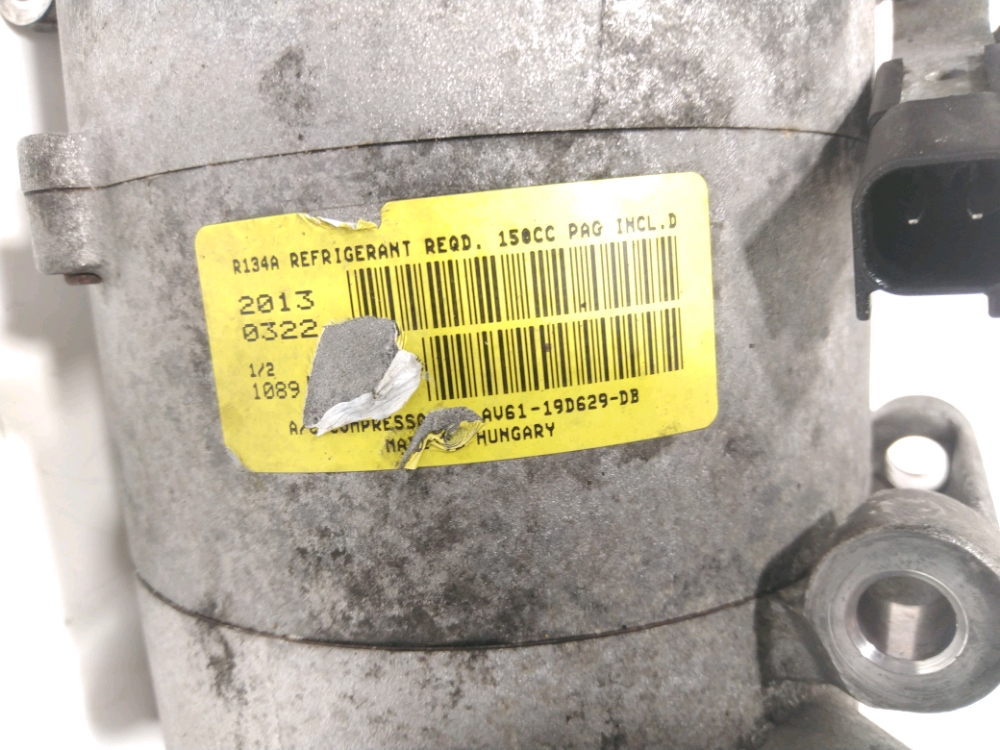 R134A REFRIGERANT REQD. 150CC PAG INCL.D
2013
0322
1/2
1089
AV61-19D629-DB
HUNGARY